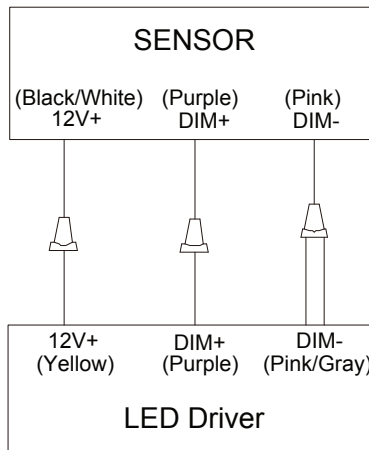 SENSOR
(Black/White) (Purple) (Pink)
12V+ DIM+ DIM-
12V+ DIM+ DIM-
(Yellow) (Purple) (Pink/Gray)
LED Driver